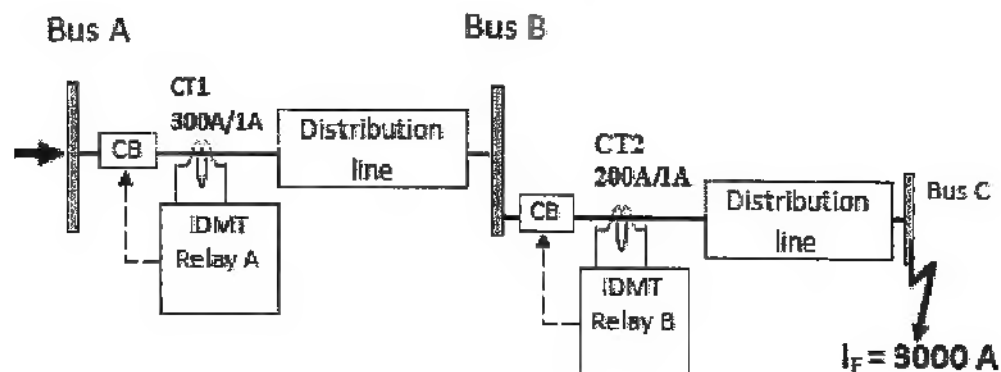 Bus A
Bus B
CT1
300A/1A
CB
Distribution
line
IDMT
Relay A
CT2
200A/1A
CB
Distribution
line
Bus C
IDMT
Relay B
I_F = 3000 A